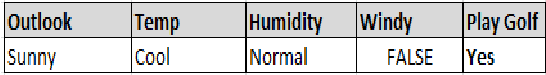 Outlook Temp Humidity Windy Play Golf
Sunny Cool Normal FALSE Yes